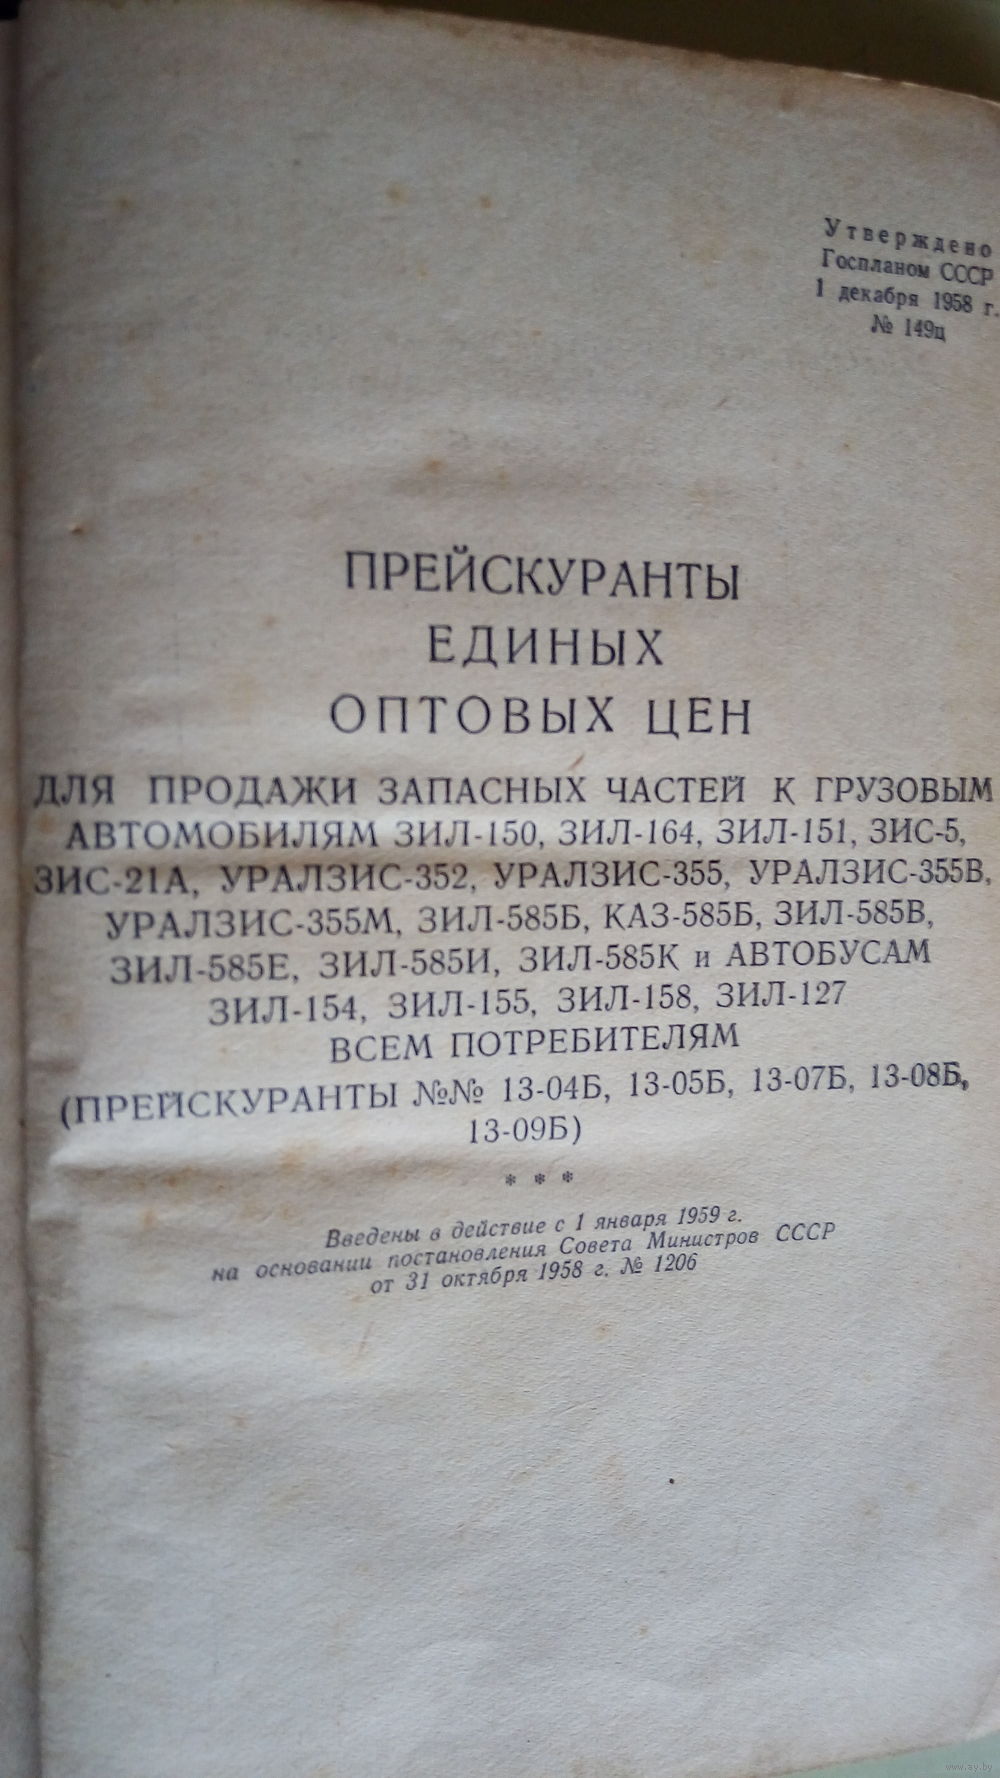 Утверждено
Госпланом СССР
1 декабря 1958 г.
№ 149ц
ПРЕЙСКУРАНТЫ
ЕДИНЫХ
ОПТОВЫХ ЦЕН
ДЛЯ ПРОДАЖИ ЗАПАСНЫХ ЧАСТЕЙ К ГРУЗОВЫМ
АВТОМОБИЛЯМ ЗИЛ-150, ЗИЛ-164, ЗИЛ-151, ЗИС-5,
ЗИС-21А, УРАЛЗИС-352, УРАЛЗИС-355, УРАЛЗИС-355В,
УРАЛЗИС-355М, ЗИЛ-585Б, КАЗ-585Б, ЗИЛ-585В,
ЗИЛ-585Е, ЗИЛ-585И, ЗИЛ-585К и АВТОБУСАМ
ЗИЛ-154, ЗИЛ-155, ЗИЛ-158, ЗИЛ-127
ВСЕМ ПОТРЕБИТЕЛЯМ
(ПРЕЙСКУРАНТЫ №№ 13-04Б, 13-05Б, 13-07Б, 13-08Б,
13-09Б)
* * *
Введены в действие с 1 января 1959 г.
на основании постановления Совета Министров СССР
от 31 октября 1958 г. № 1206
www.ay.by